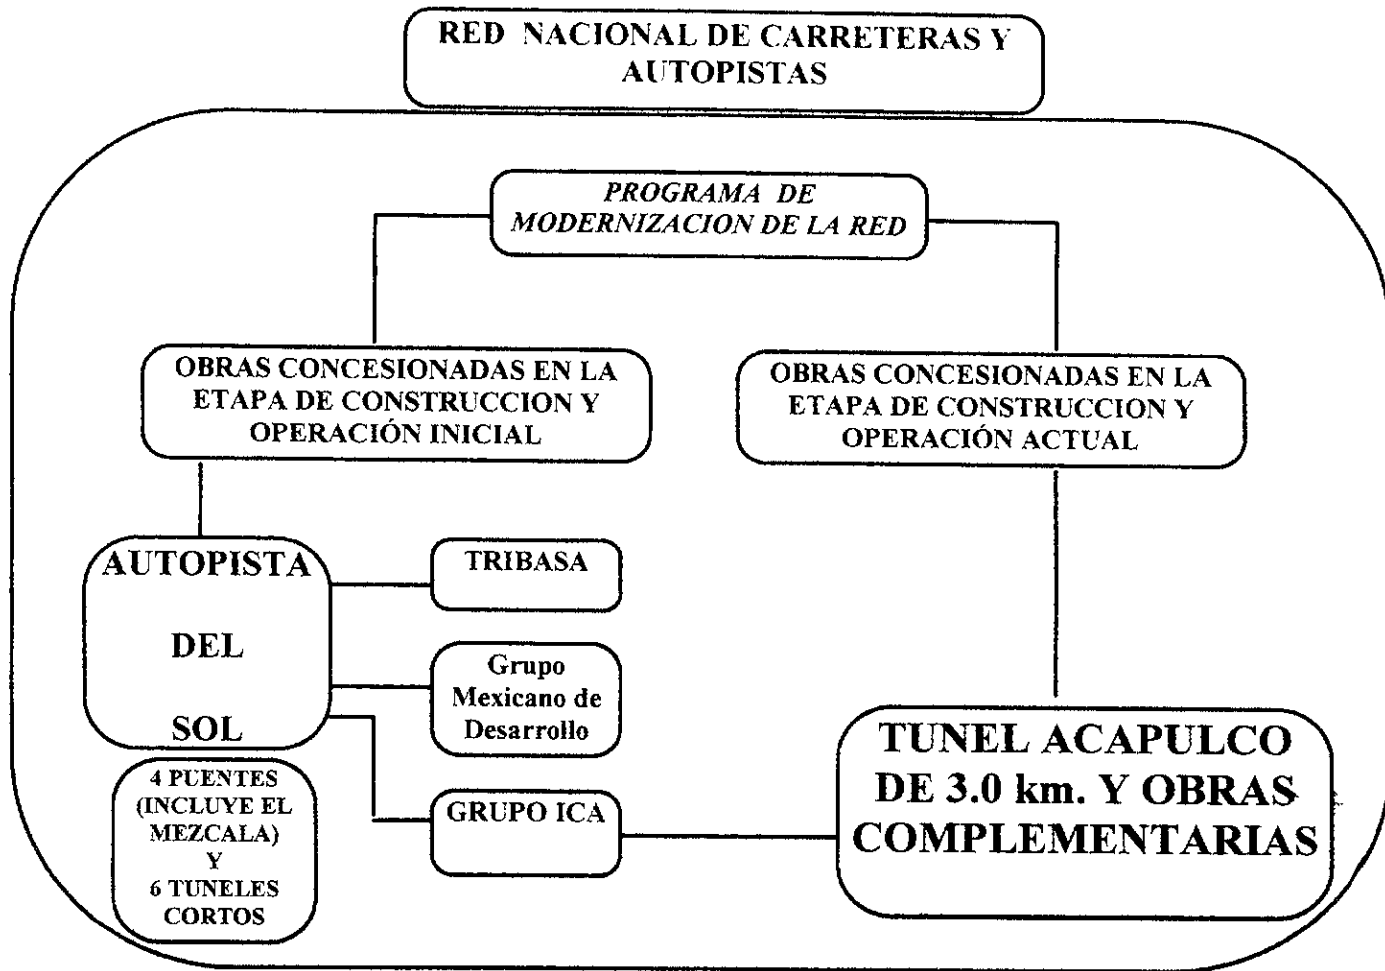 RED NACIONAL DE CARRETERAS Y
AUTOPISTAS
PROGRAMA DE
MODERNIZACION DE LA RED
OBRAS CONCESIONADAS EN LA
ETAPA DE CONSTRUCCION Y
OPERACIÓN INICIAL
OBRAS CONCESIONADAS EN LA
ETAPA DE CONSTRUCCION Y
OPERACIÓN ACTUAL
AUTOPISTA
DEL
SOL
TRIBASA
Grupo
Mexicano de
Desarrollo
GRUPO ICA
4 PUENTES
(INCLUYE EL
MEZCALA)
Y
6 TUNELES
CORTOS
TUNEL ACAPULCO
DE 3.0 km. Y OBRAS
COMPLEMENTARIAS